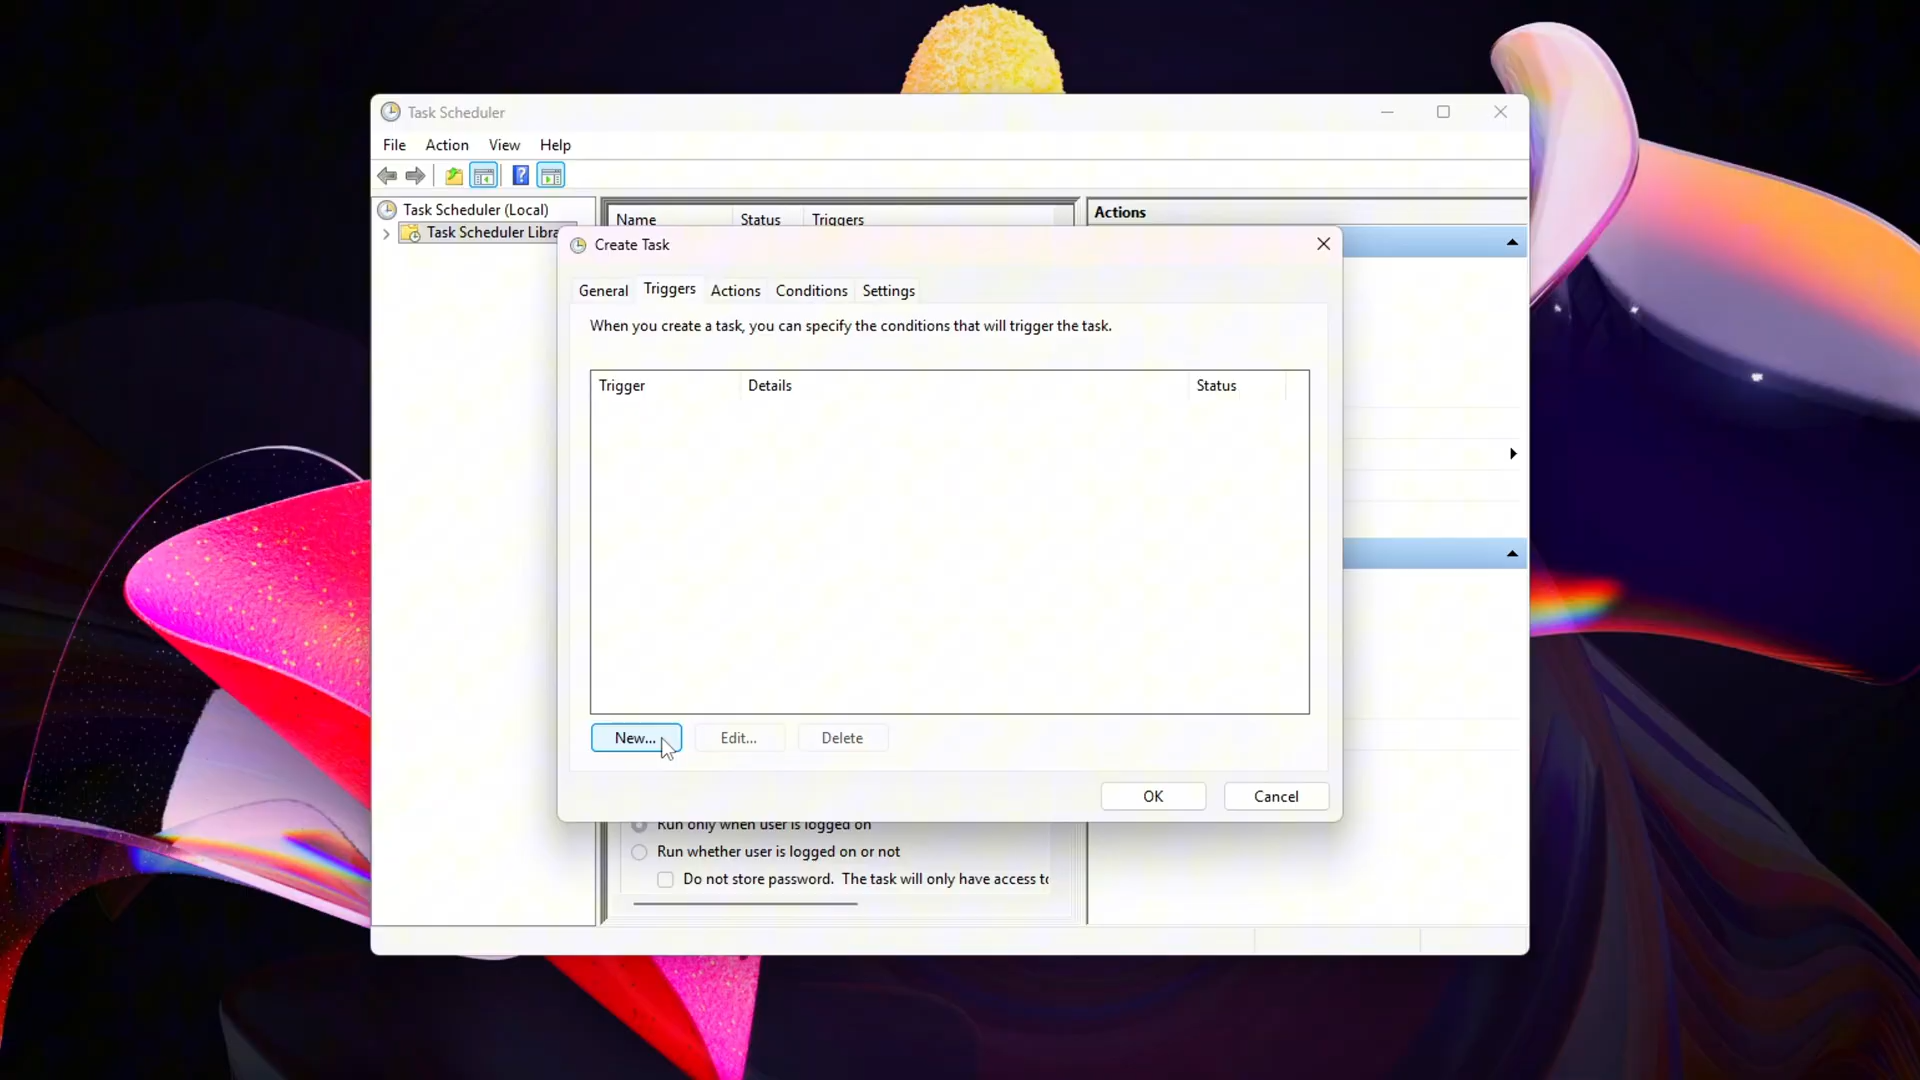 Task Scheduler
File Action View Help
Task Scheduler (Local)
Task Scheduler Libra
Name Status Triggers
Actions
Create Task
General Triggers Actions Conditions Settings
When you create a task, you can specify the conditions that will trigger the task.
Trigger Details Status
New... Edit... Delete
OK Cancel
Run only when user is logged on
Run whether user is logged on or not
Do not store password. The task will only have access to